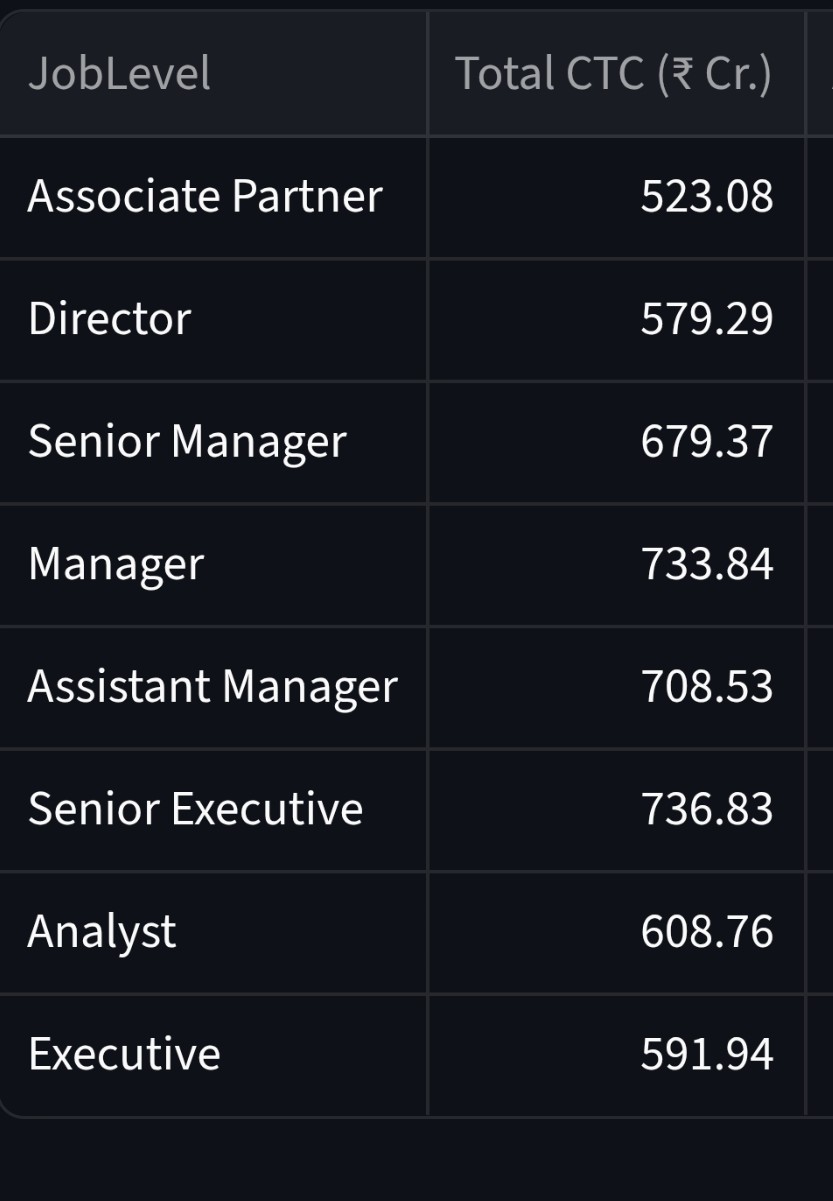 JobLevel Total CTC (₹ Cr.)
Associate Partner 523.08
Director 579.29
Senior Manager 679.37
Manager 733.84
Assistant Manager 708.53
Senior Executive 736.83
Analyst 608.76
Executive 591.94